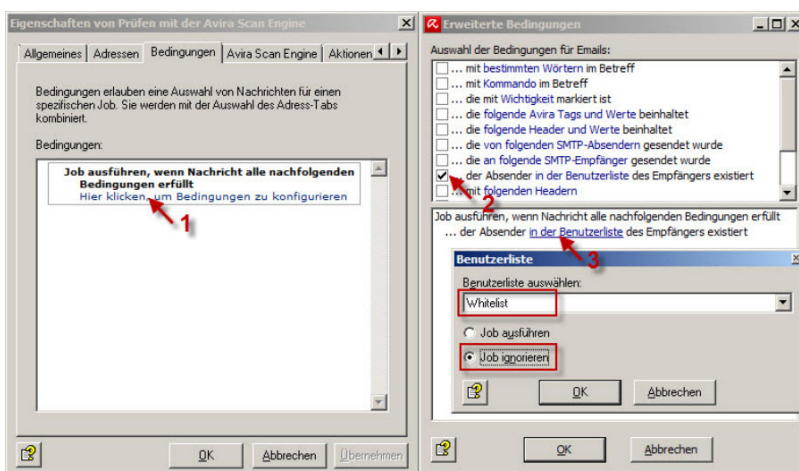 Eigenschaften von Prüfen mit der Avira Scan Engine
Allgemeines
Adressen
Bedingungen
Avira Scan Engine
Aktionen
Bedingungen erlauben eine Auswahl von Nachrichten für einen
spezifischen Job. Sie werden mit der Auswahl des Adress-Tabs
kombiniert.
Bedingungen:
Job ausführen, wenn Nachricht alle nachfolgenden
Bedingungen erfüllt
Hier klicken, um Bedingungen zu konfigurieren
1
OK
Abbrechen
Übernehmen
Erweiterte Bedingungen
Auswahl der Bedingungen für Emails:
... mit bestimmten Wörtern im Betreff
... mit Kommando im Betreff
... die mit Wichtigkeit markiert ist
... die folgende Avira Tags und Werte beinhaltet
... die folgende Header und Werte beinhaltet
... die von folgenden SMTP-Absendern gesendet wurde
... die an folgende SMTP-Empfänger gesendet wurde
... der Absender in der Benutzerliste des Empfängers existiert
... mit folgenden Headern
2
Job ausführen, wenn Nachricht alle nachfolgenden Bedingungen erfüllt
... der Absender in der Benutzerliste des Empfängers existiert
3
Benutzerliste
Benutzerliste auswählen:
Whitelist
Job ausführen
Job ignorieren
OK
Abbrechen
OK
Abbrechen